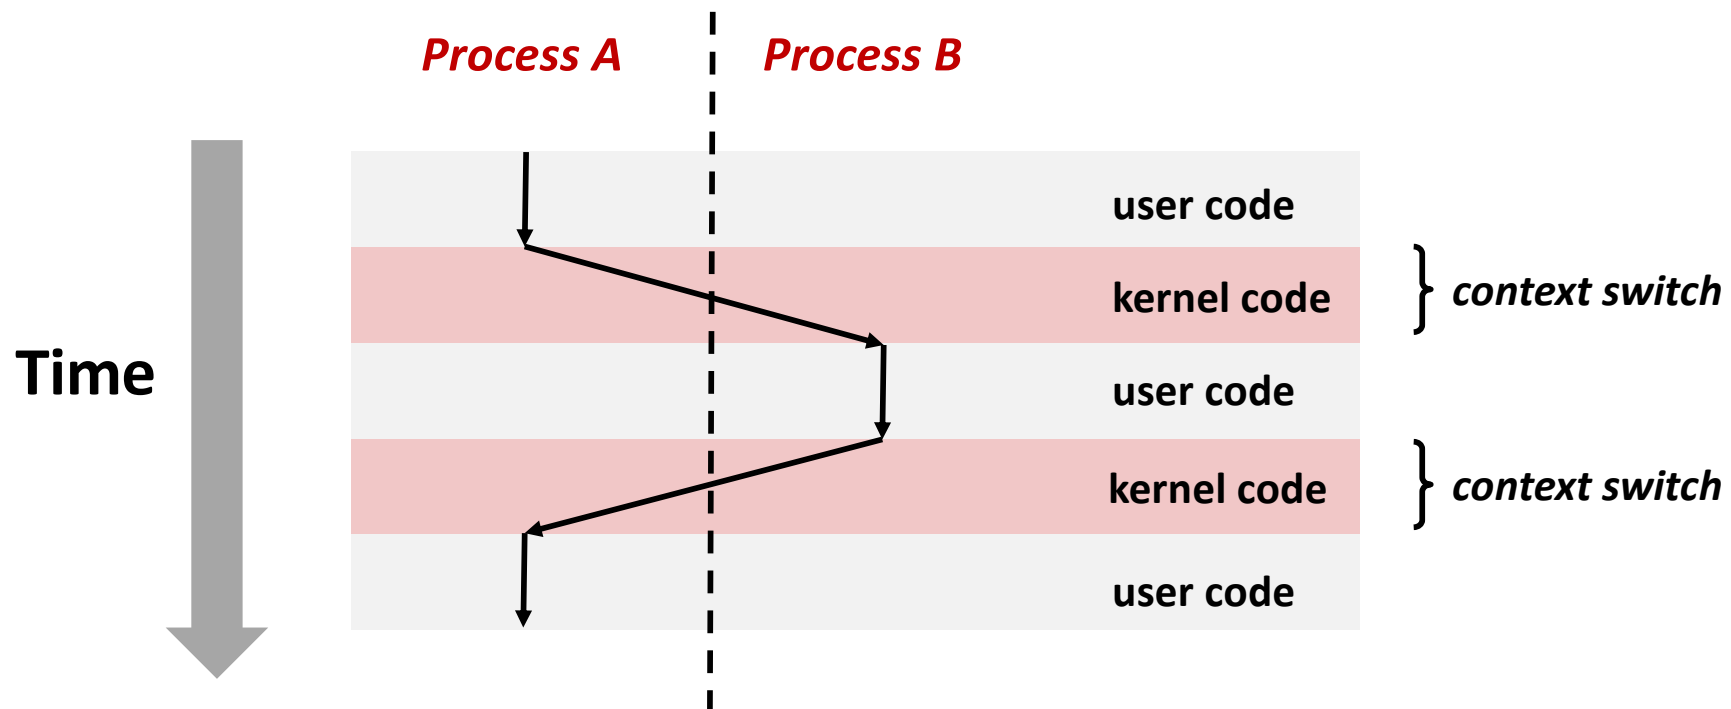 Process A
Process B
user code
kernel code
context switch
Time
user code
kernel code
context switch
user code